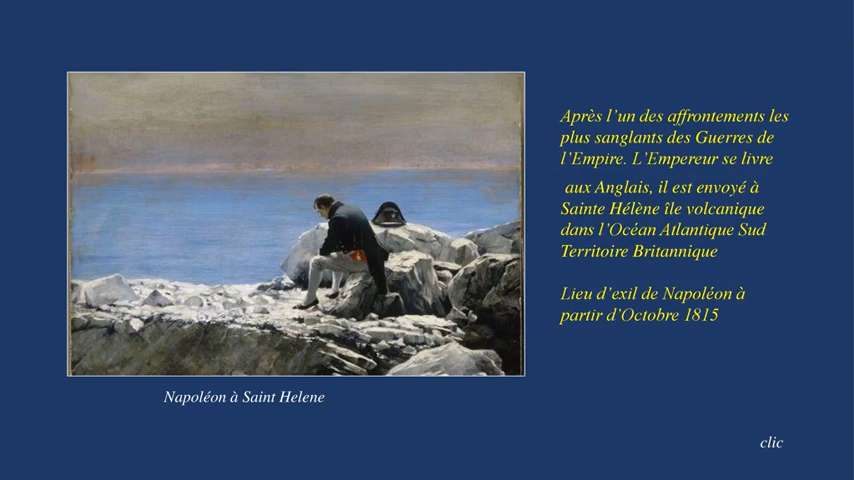 Après l’un des affrontements les
plus sanglants des Guerres de
l’Empire. L’Empereur se livre
aux Anglais, il est envoyé à
Sainte Hélène île volcanique
dans l’Océan Atlantique Sud
Territoire Britannique
Lieu d’exil de Napoléon à
partir d’Octobre 1815
Napoléon à Saint Helene
clic